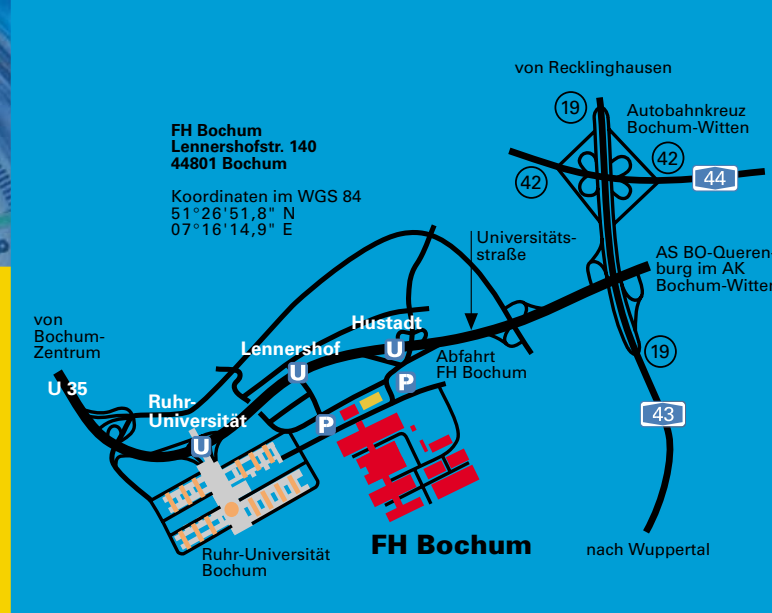 von Recklinghausen
19
Autobahnkreuz
Bochum-Witten
FH Bochum
Lennershofstr. 140
44801 Bochum
42
42
44
Koordinaten im WGS 84
51°26'51,8" N
07°16'14,9" E
Universitäts-
straße
AS BO-Queren-
burg im AK
Bochum-Witten
von
Bochum-
Zentrum
Hustadt
U
Lennershof
U
Abfahrt
FH Bochum
19
U 35
P
Ruhr-
Universität
U
P
43
FH Bochum
Ruhr-Universität
Bochum
nach Wuppertal